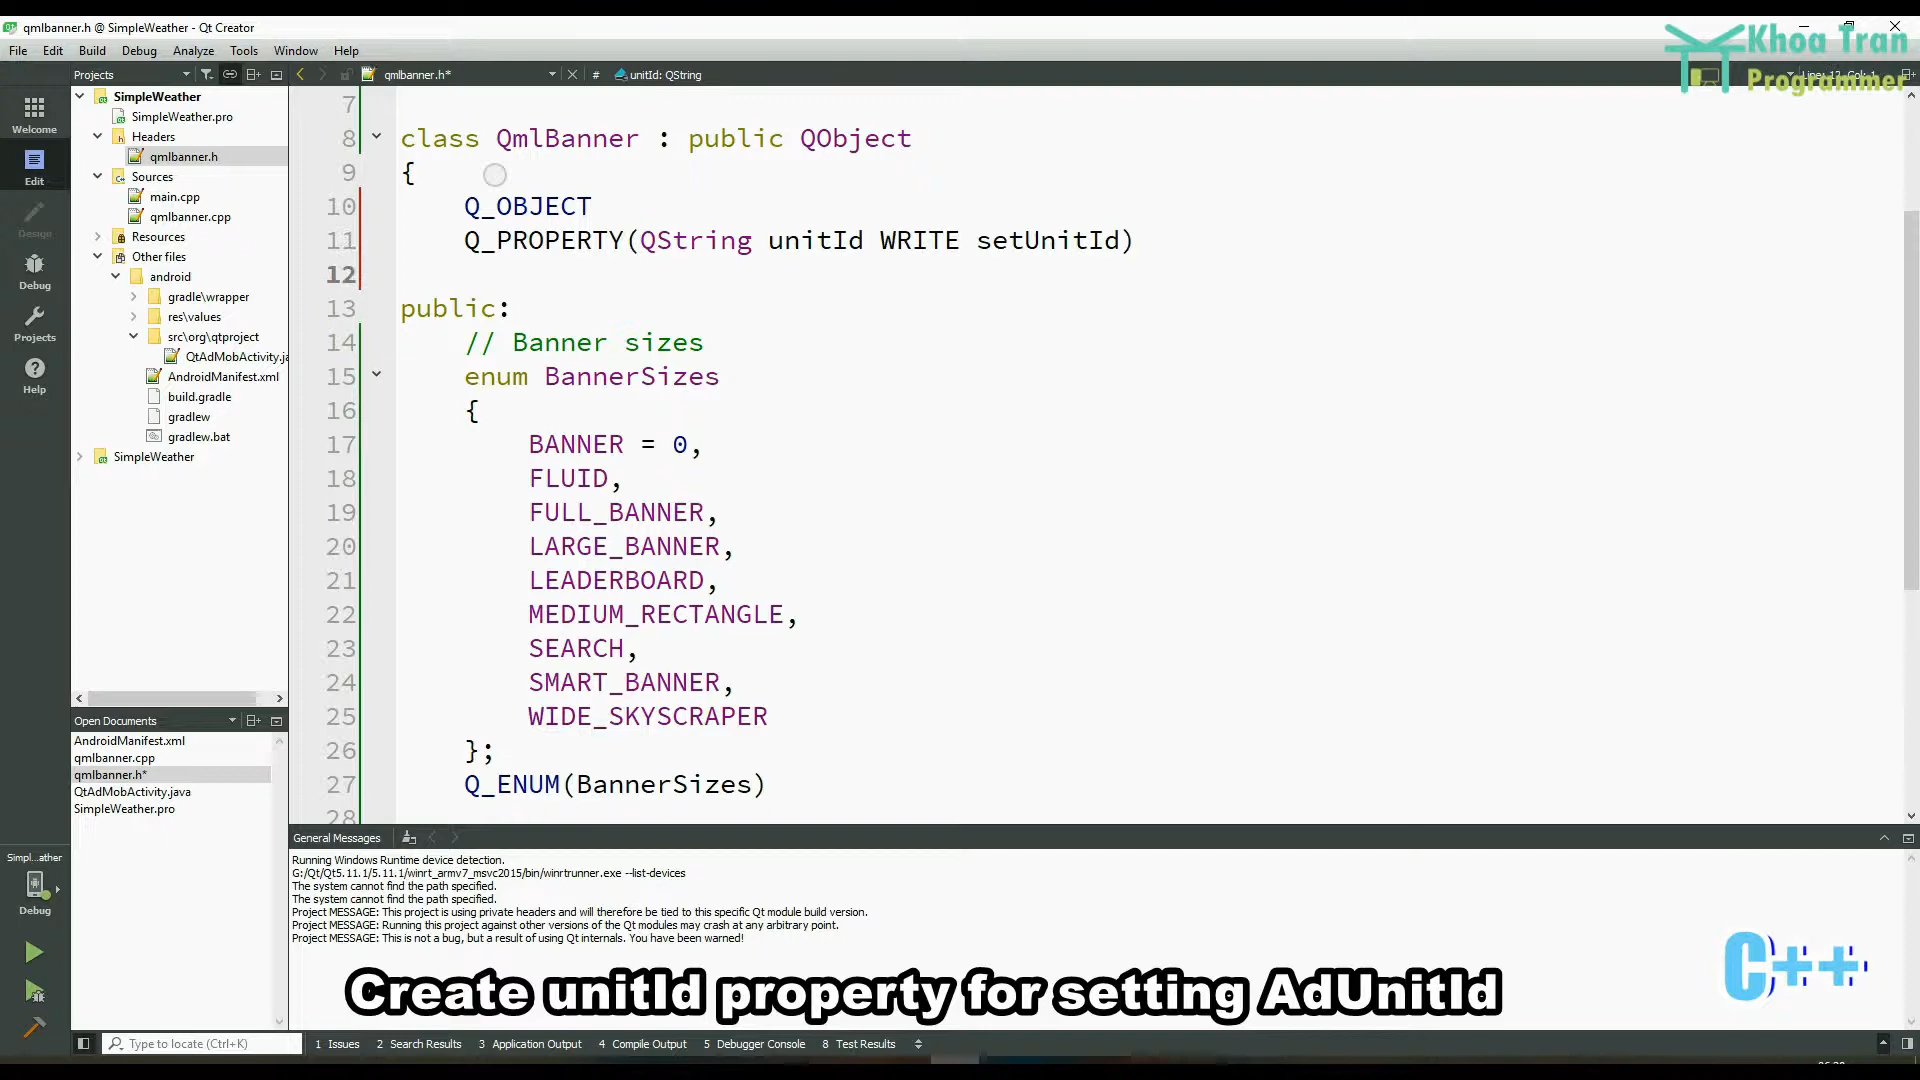 qmlbanner.h @ SimpleWeather - Qt Creator
File Edit Build Debug Analyze Tools Window Help
Khoa Tran
Programmer
Projects
qmlbanner.h*
#
unitId: QString
Line: 12, Col: 1
Welcome
Edit
Design
Debug
Projects
Help
SimpleWeather
SimpleWeather.pro
Headers
qmlbanner.h
Sources
main.cpp
qmlbanner.cpp
Resources
Other files
android
gradle\wrapper
res\values
src\org\qtproject
QtAdMobActivity.ja
AndroidManifest.xml
build.gradle
gradlew
gradlew.bat
SimpleWeather
7
8 class QmlBanner : public QObject
9 {
10 Q_OBJECT
11 Q_PROPERTY(QString unitId WRITE setUnitId)
12
13 public:
14 // Banner sizes
15 enum BannerSizes
16 {
17 BANNER = 0,
18 FLUID,
19 FULL_BANNER,
20 LARGE_BANNER,
21 LEADERBOARD,
22 MEDIUM_RECTANGLE,
23 SEARCH,
24 SMART_BANNER,
25 WIDE_SKYSCRAPER
26 };
27 Q_ENUM(BannerSizes)
28
Open Documents
AndroidManifest.xml
qmlbanner.cpp
qmlbanner.h*
QtAdMobActivity.java
SimpleWeather.pro
Simpl...ather
Debug
General Messages
Running Windows Runtime device detection.
G:/Qt/Qt5.11.1/5.11.1/winrt_armv7_msvc2015/bin/winrtrunner.exe --list-devices
The system cannot find the path specified.
The system cannot find the path specified.
Project MESSAGE: This project is using private headers and will therefore be tied to this specific Qt module build version.
Project MESSAGE: Running this project against other versions of the Qt modules may crash at any arbitrary point.
Project MESSAGE: This is not a bug, but a result of using Qt internals. You have been warned!
C++
Create unitId property for setting AdUnitId
Type to locate (Ctrl+K)
1 Issues 2 Search Results 3 Application Output 4 Compile Output 5 Debugger Console 8 Test Results